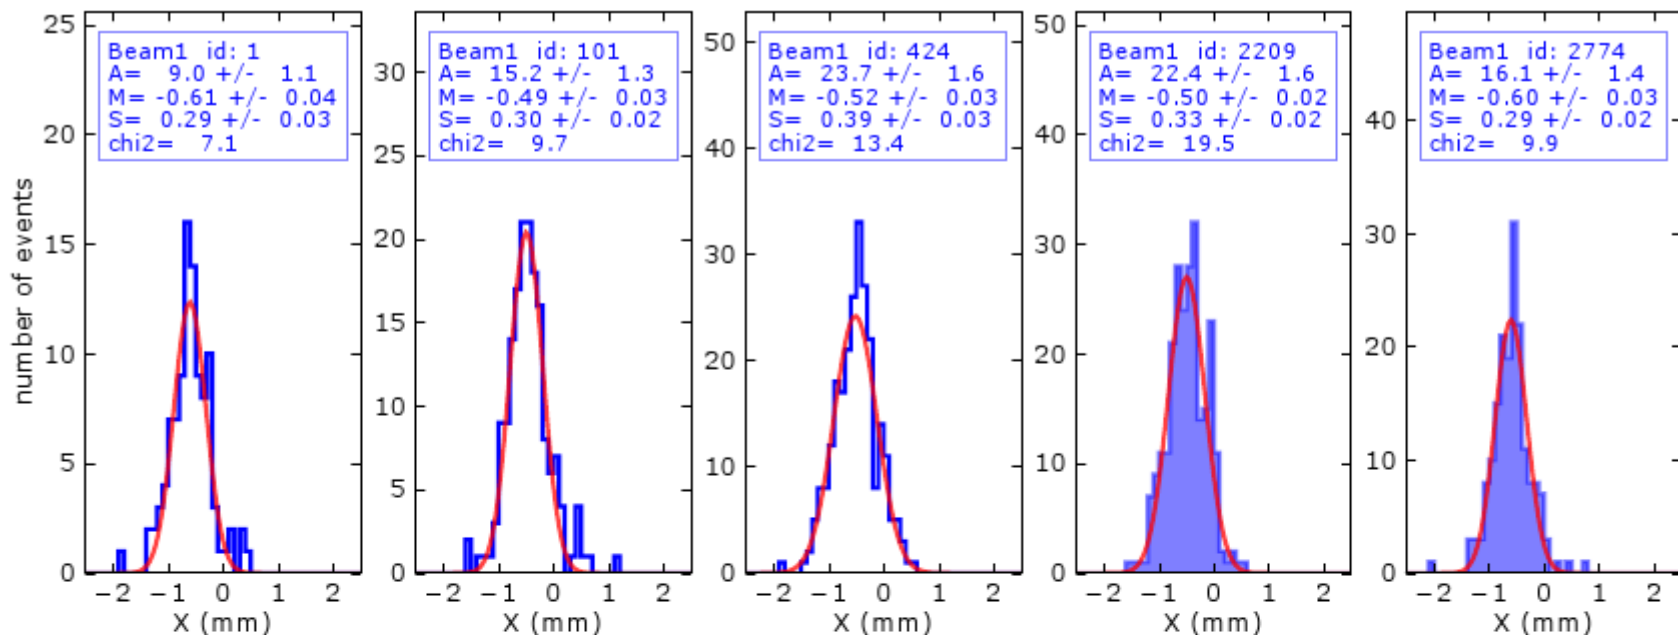 number of events
25
20
15
10
5
0
Beam1 id: 1
A= 9.0 +/- 1.1
M= -0.61 +/- 0.04
S= 0.29 +/- 0.03
chi2= 7.1
−2 −1 0 1 2
X (mm)
30
25
20
15
10
5
0
Beam1 id: 101
A= 15.2 +/- 1.3
M= -0.49 +/- 0.03
S= 0.30 +/- 0.02
chi2= 9.7
−2 −1 0 1 2
X (mm)
50
40
30
20
10
0
Beam1 id: 424
A= 23.7 +/- 1.6
M= -0.52 +/- 0.03
S= 0.39 +/- 0.03
chi2= 13.4
−2 −1 0 1 2
X (mm)
50
40
30
20
10
0
Beam1 id: 2209
A= 22.4 +/- 1.6
M= -0.50 +/- 0.02
S= 0.33 +/- 0.02
chi2= 19.5
−2 −1 0 1 2
X (mm)
40
30
20
10
0
Beam1 id: 2774
A= 16.1 +/- 1.4
M= -0.60 +/- 0.03
S= 0.29 +/- 0.02
chi2= 9.9
−2 −1 0 1 2
X (mm)